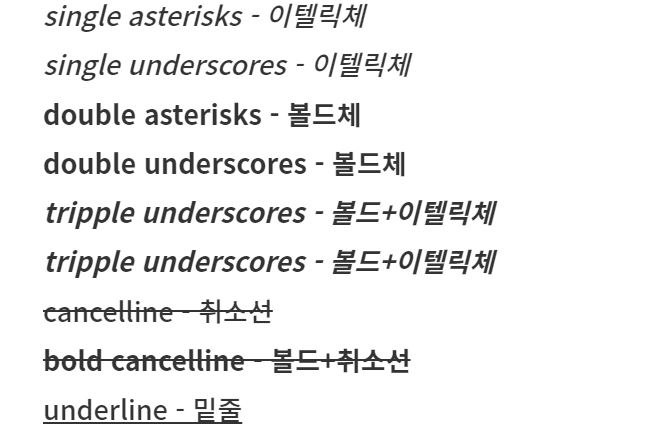 single asterisks - 이텔릭체
single underscores - 이텔릭체
double asterisks - 볼드체
double underscores - 볼드체
tripple underscores - 볼드+이텔릭체
tripple underscores - 볼드+이텔릭체
cancelline - 취소선
bold cancelline - 볼드+취소선
underline - 밑줄